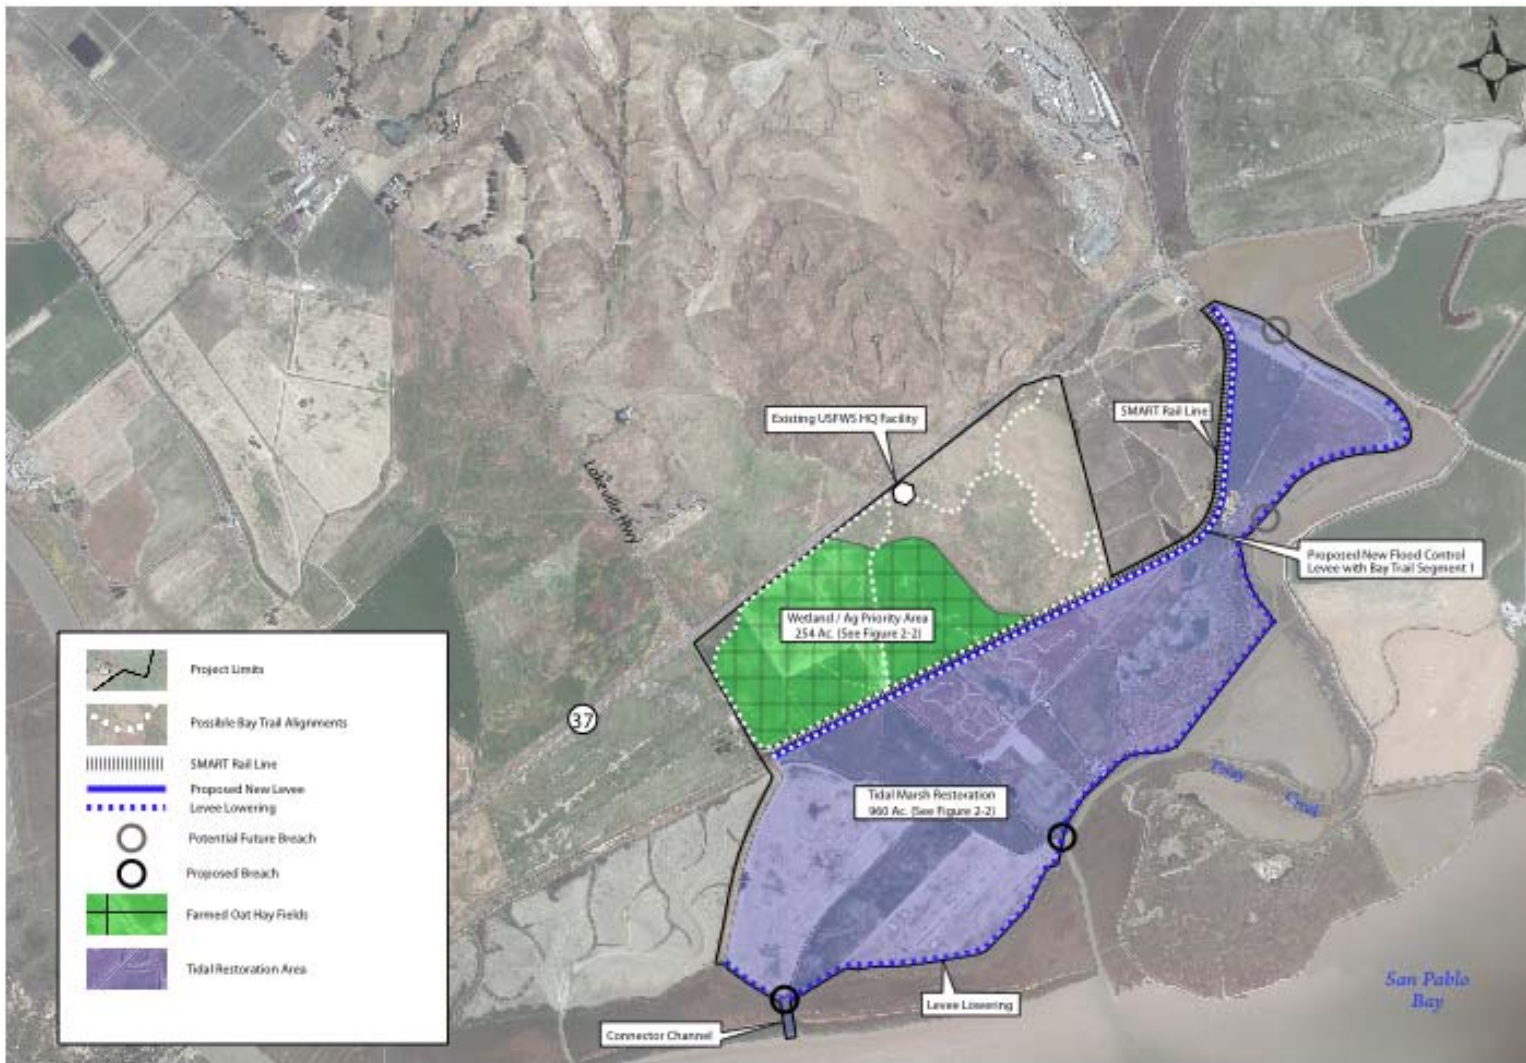 N
Existing USFWS HQ Facility
SMART Rail Line
Lakeville Hwy
Proposed New Flood Control
Levee with Bay Trail Segment 1
Wetland / Ag Priority Area
254 Ac. (See Figure 2-2)
37
Tidal Marsh Restoration
960 Ac. (See Figure 2-2)
Tolay
Creek
Levee Lowering
Connector Channel
San Pablo
Bay
Project Limits
Possible Bay Trail Alignments
SMART Rail Line
Proposed New Levee
Levee Lowering
Potential Future Breach
Proposed Breach
Farmed Oat Hay Fields
Tidal Restoration Area